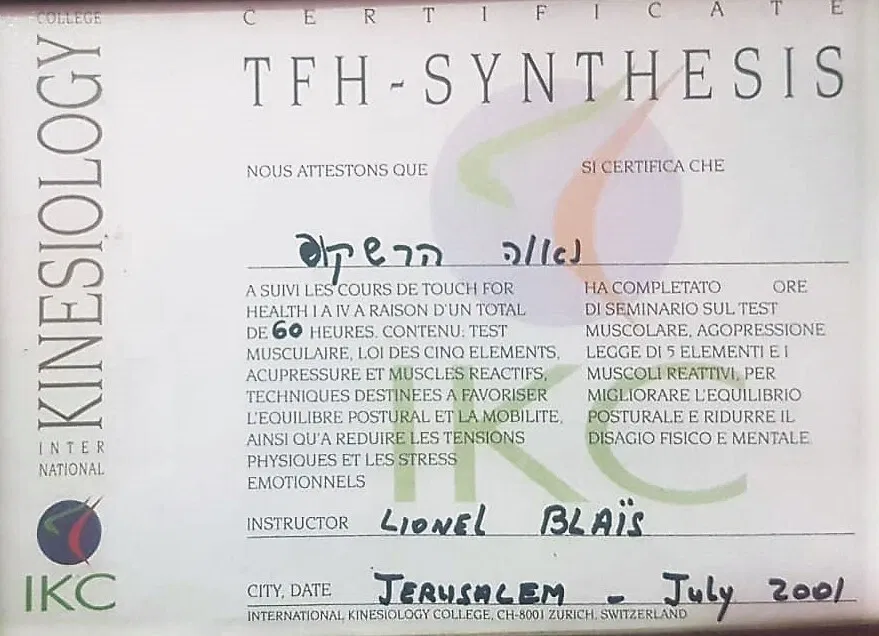 COLLEGE
KINESIOLOGY
INTER
NATIONAL
IKC
CERTIFICATE
TFH-SYNTHESIS
NOUS ATTESTONS QUE
SI CERTIFICA CHE
נאווה הרשקוס
A SUIVI LES COURS DE TOUCH FOR
HEALTH I A IV A RAISON D'UN TOTAL
DE 60 HEURES. CONTENU: TEST
MUSCULAIRE, LOI DES CINQ ELEMENTS,
ACUPRESSURE ET MUSCLES REACTIFS,
TECHNIQUES DESTINEES A FAVORISER
L'EQUILIBRE POSTURAL ET LA MOBILITE,
AINSI QU'A REDUIRE LES TENSIONS
PHYSIQUES ET LES STRESS
EMOTIONNELS
HA COMPLETATO ORE
DI SEMINARIO SUL TEST
MUSCOLARE, AGOPRESSIONE
LEGGE DI 5 ELEMENTI E I
MUSCOLI REATTIVI, PER
MIGLIORARE L'EQUILIBRIO
POSTURALE E RIDURRE IL
DISAGIO FISICO E MENTALE.
IKC
INSTRUCTOR LIONEL BLAÏS
CITY, DATE JERUSALEM - July 2001
INTERNATIONAL KINESIOLOGY COLLEGE, CH-8001 ZURICH, SWITZERLAND